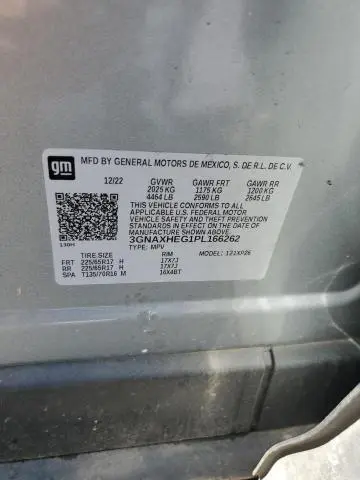 gm
MFD BY GENERAL MOTORS DE MEXICO, S. DE R.L. DE C.V.
12/22 GVWR GAWR FRT GAWR RR
2025 KG 1175 KG 1200 KG
4464 LB 2590 LB 2645 LB
THIS VEHICLE CONFORMS TO ALL
APPLICABLE U.S. FEDERAL MOTOR
VEHICLE SAFETY AND THEFT PREVENTION
STANDARDS IN EFFECT ON THE DATE
OF MANUFACTURE SHOWN ABOVE.
3GNAXHEG1PL166262
TYPE: MPV MODEL: 1Z1XP26
TIRE SIZE RIM
FRT 225/65R17 H 17X7J
RR 225/65R17 H 17X7J
SPA T135/70R16 M 16X4BT